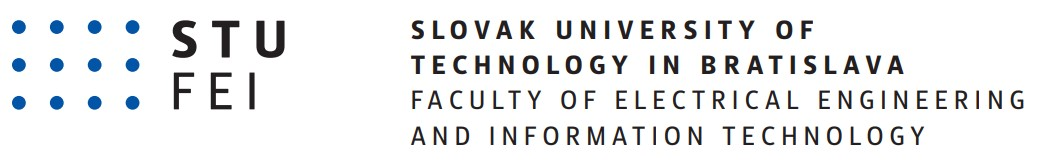 STU
FEI
SLOVAK UNIVERSITY OF
TECHNOLOGY IN BRATISLAVA
FACULTY OF ELECTRICAL ENGINEERING
AND INFORMATION TECHNOLOGY